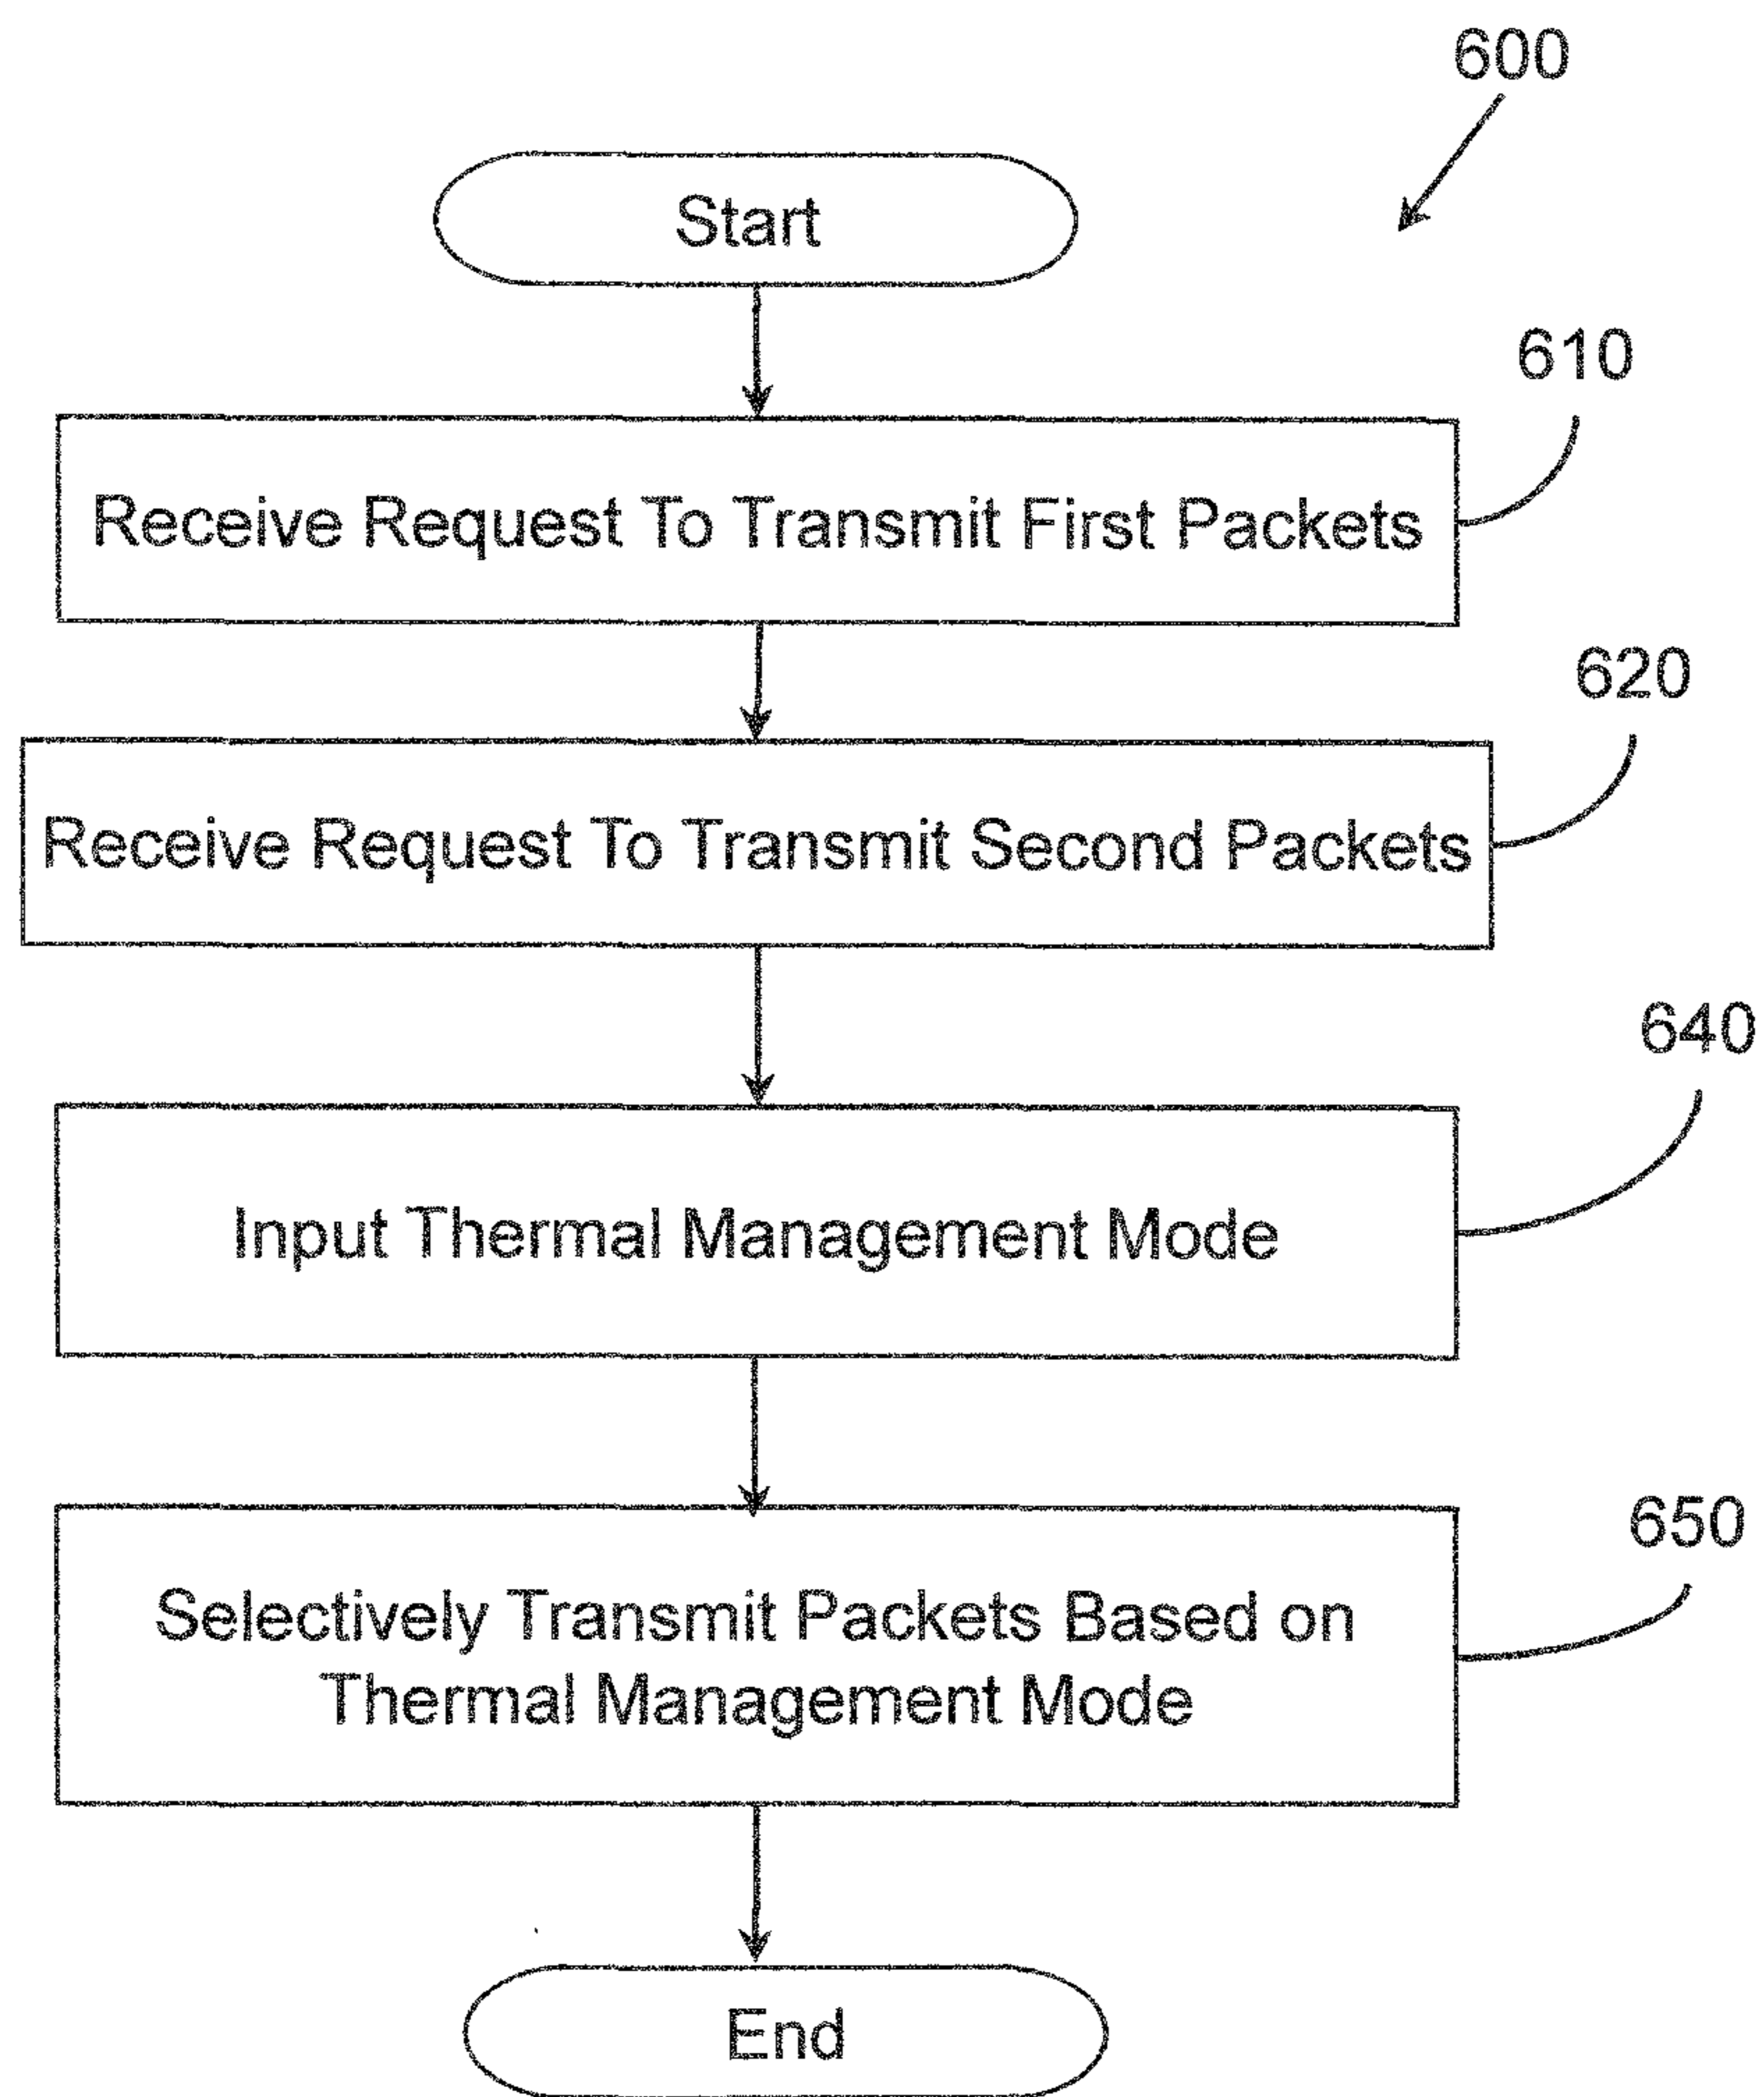 600
Start
610
Receive Request To Transmit First Packets
620
Receive Request To Transmit Second Packets
640
Input Thermal Management Mode
650
Selectively Transmit Packets Based on
Thermal Management Mode
End